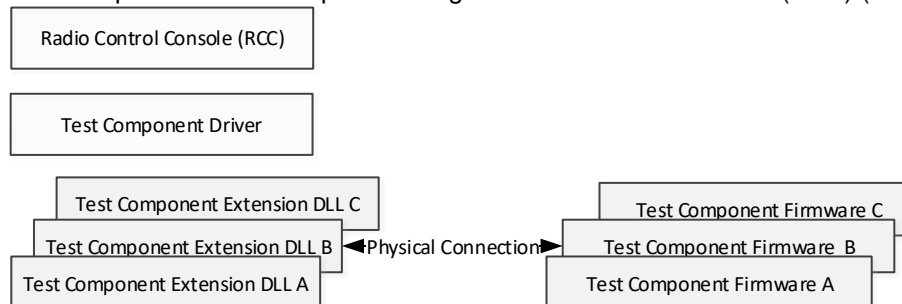 Radio Control Console (RCC)
Test Component Driver
Test Component Extension DLL C
Test Component Firmware C
Test Component Extension DLL B
Physical Connection
Test Component Firmware B
Test Component Extension DLL A
Test Component Firmware A